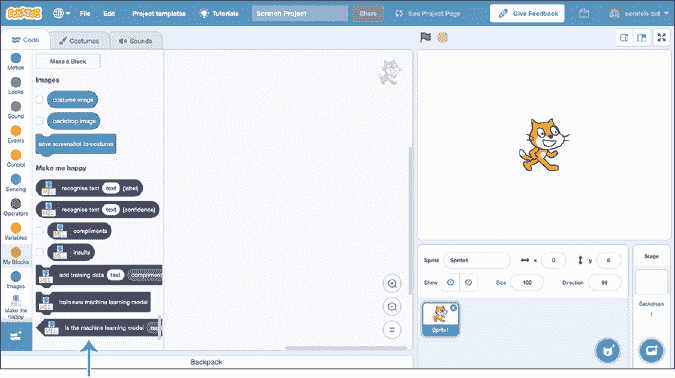 SCRATCH
File Edit Project templates Tutorials Scratch Project Share See Project Page Give Feedback scratch-cat
Code Costumes Sounds
Motion
Looks
Sound
Events
Control
Sensing
Operators
Variables
My Blocks
Images
Make me
happy
Make a Block
Images
costume image
backdrop image
save screenshot to costume
Make me happy
recognise text text (label)
recognise text text (confidence)
compliments
insults
add training data text
train new machine learning model
is the machine learning model
Backpack
Sprite Sprite1 x 0 y
Show Size 100 Direction 90
Sprite1
Stage
Backdrops
1